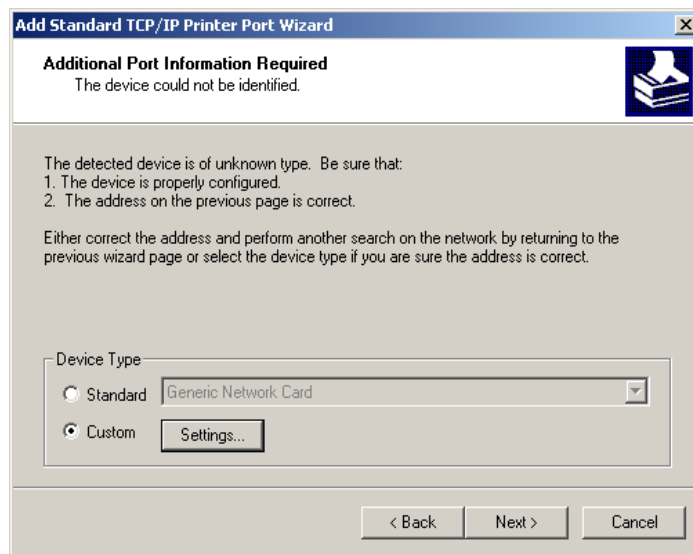 Add Standard TCP/IP Printer Port Wizard
Additional Port Information Required
The device could not be identified.
The detected device is of unknown type.  Be sure that:
1. The device is properly configured.
2.  The address on the previous page is correct.
Either correct the address and perform another search on the network by returning to the
previous wizard page or select the device type if you are sure the address is correct.
Device Type
Standard Generic Network Card
Custom Settings...
< Back Next > Cancel